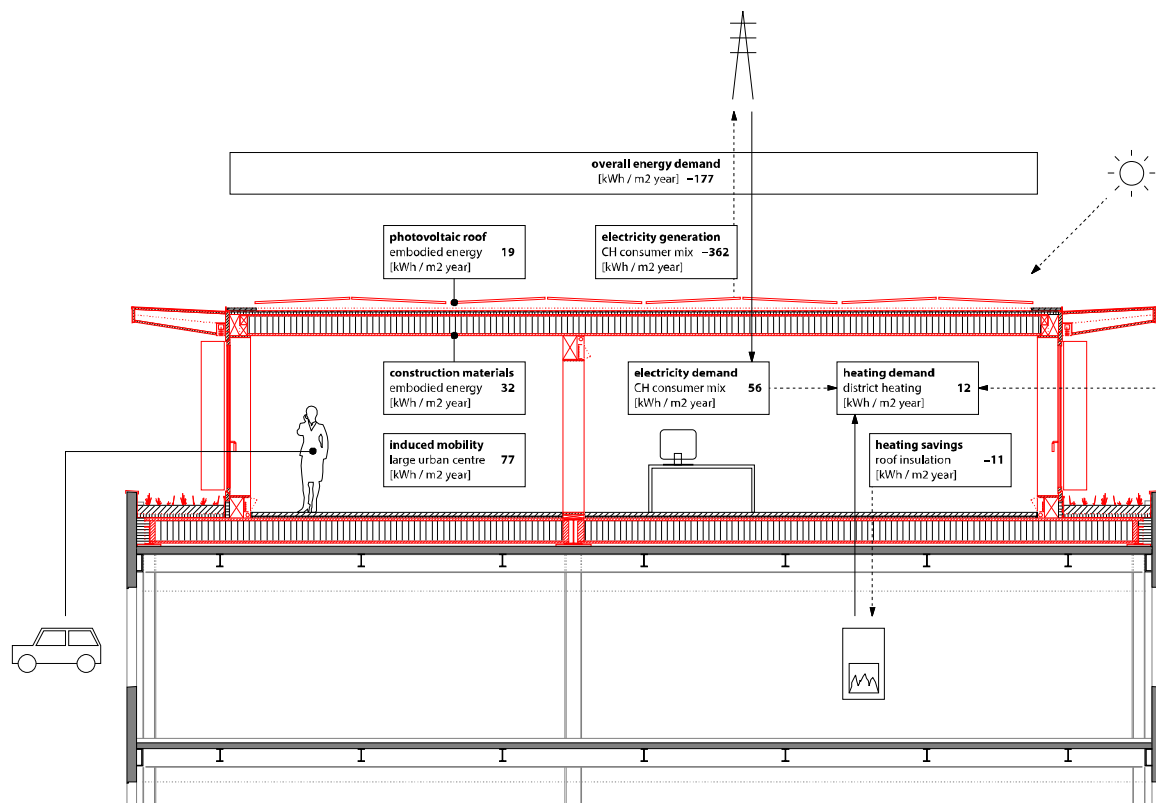 overall energy demand
[kWh / m2 year] –177
photovoltaic roof
embodied energy 19
[kWh / m2 year]
electricity generation
CH consumer mix –362
[kWh / m2 year]
construction materials
embodied energy 32
[kWh / m2 year]
electricity demand
CH consumer mix 56
[kWh / m2 year]
heating demand
district heating 12
[kWh / m2 year]
induced mobility
large urban centre 77
[kWh / m2 year]
heating savings
roof insulation –11
[kWh / m2 year]